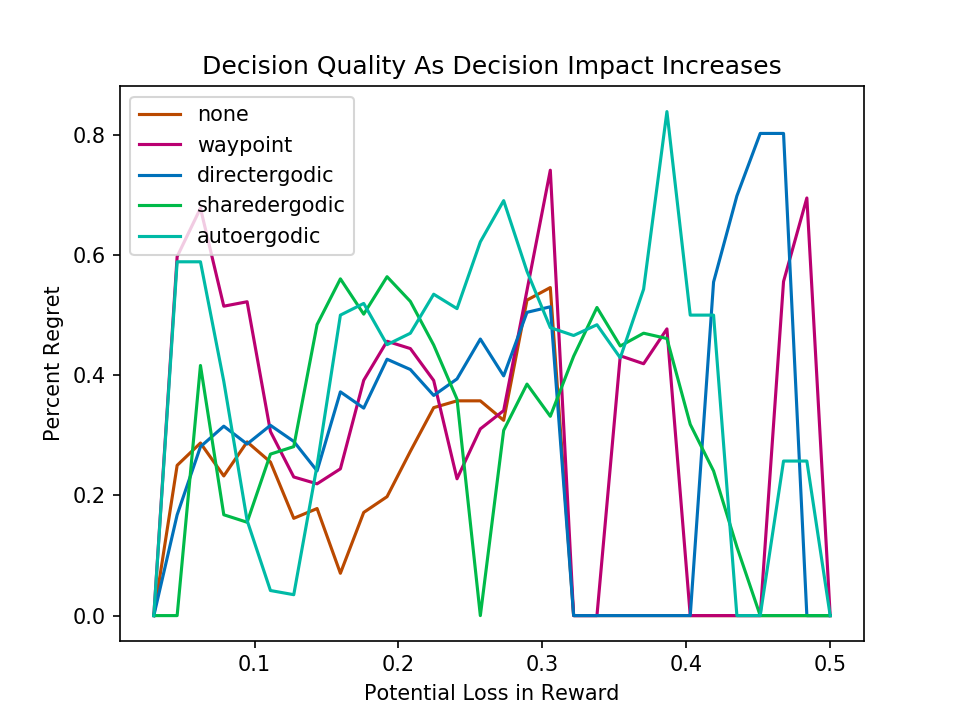 Decision Quality As Decision Impact Increases
none
waypoint
directergodic
sharedergodic
autoergodic
Percent Regret
0.8
0.6
0.4
0.2
0.0
0.1 0.2 0.3 0.4 0.5
Potential Loss in Reward